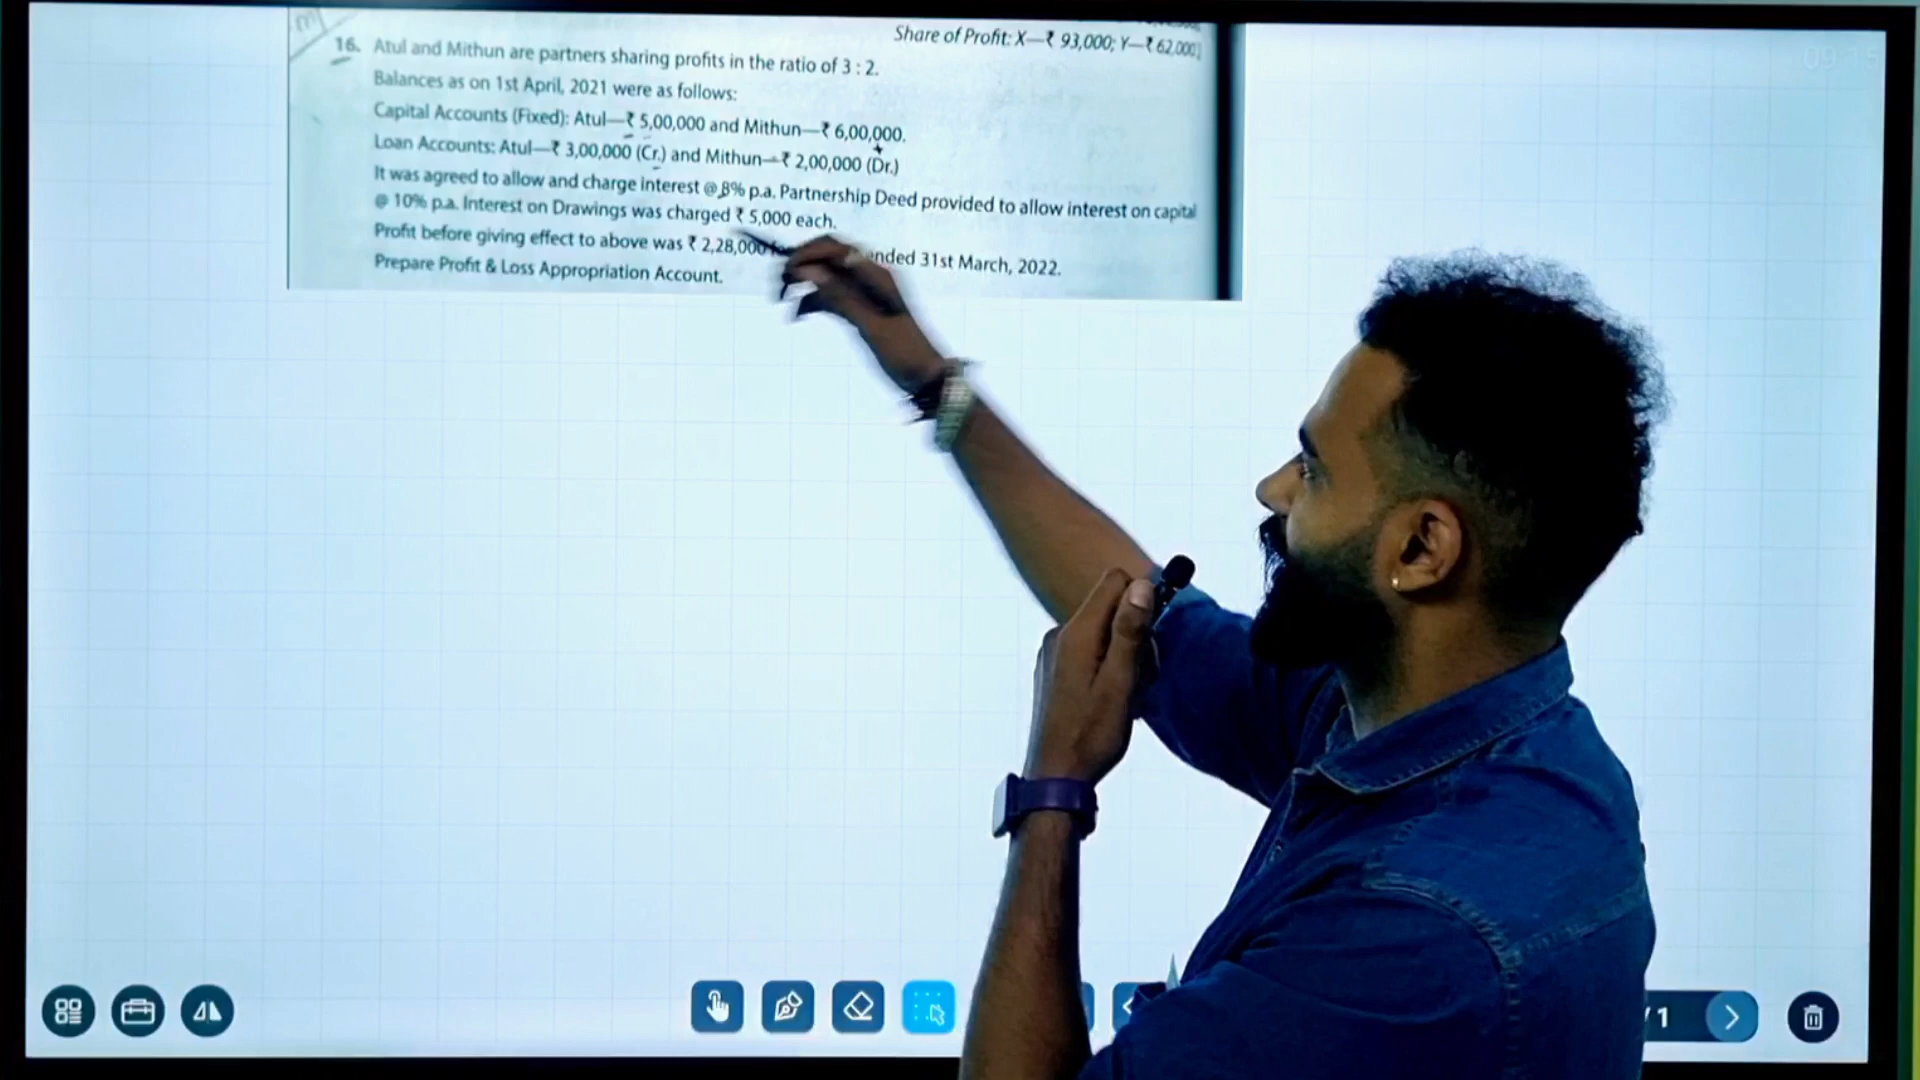 Share of Profit: X—₹ 93,000; Y—₹ 62,000]
16. Atul and Mithun are partners sharing profits in the ratio of 3 : 2.
Balances as on 1st April, 2021 were as follows:
Capital Accounts (Fixed): Atul—₹ 5,00,000 and Mithun—₹ 6,00,000.
Loan Accounts: Atul—₹ 3,00,000 (Cr.) and Mithun—₹ 2,00,000 (Dr.)
It was agreed to allow and charge interest @ 8% p.a. Partnership Deed provided to allow interest on capital
@ 10% p.a. Interest on Drawings was charged ₹ 5,000 each.
Profit before giving effect to above was ₹ 2,28,000 ended 31st March, 2022.
Prepare Profit & Loss Appropriation Account.
/ 1